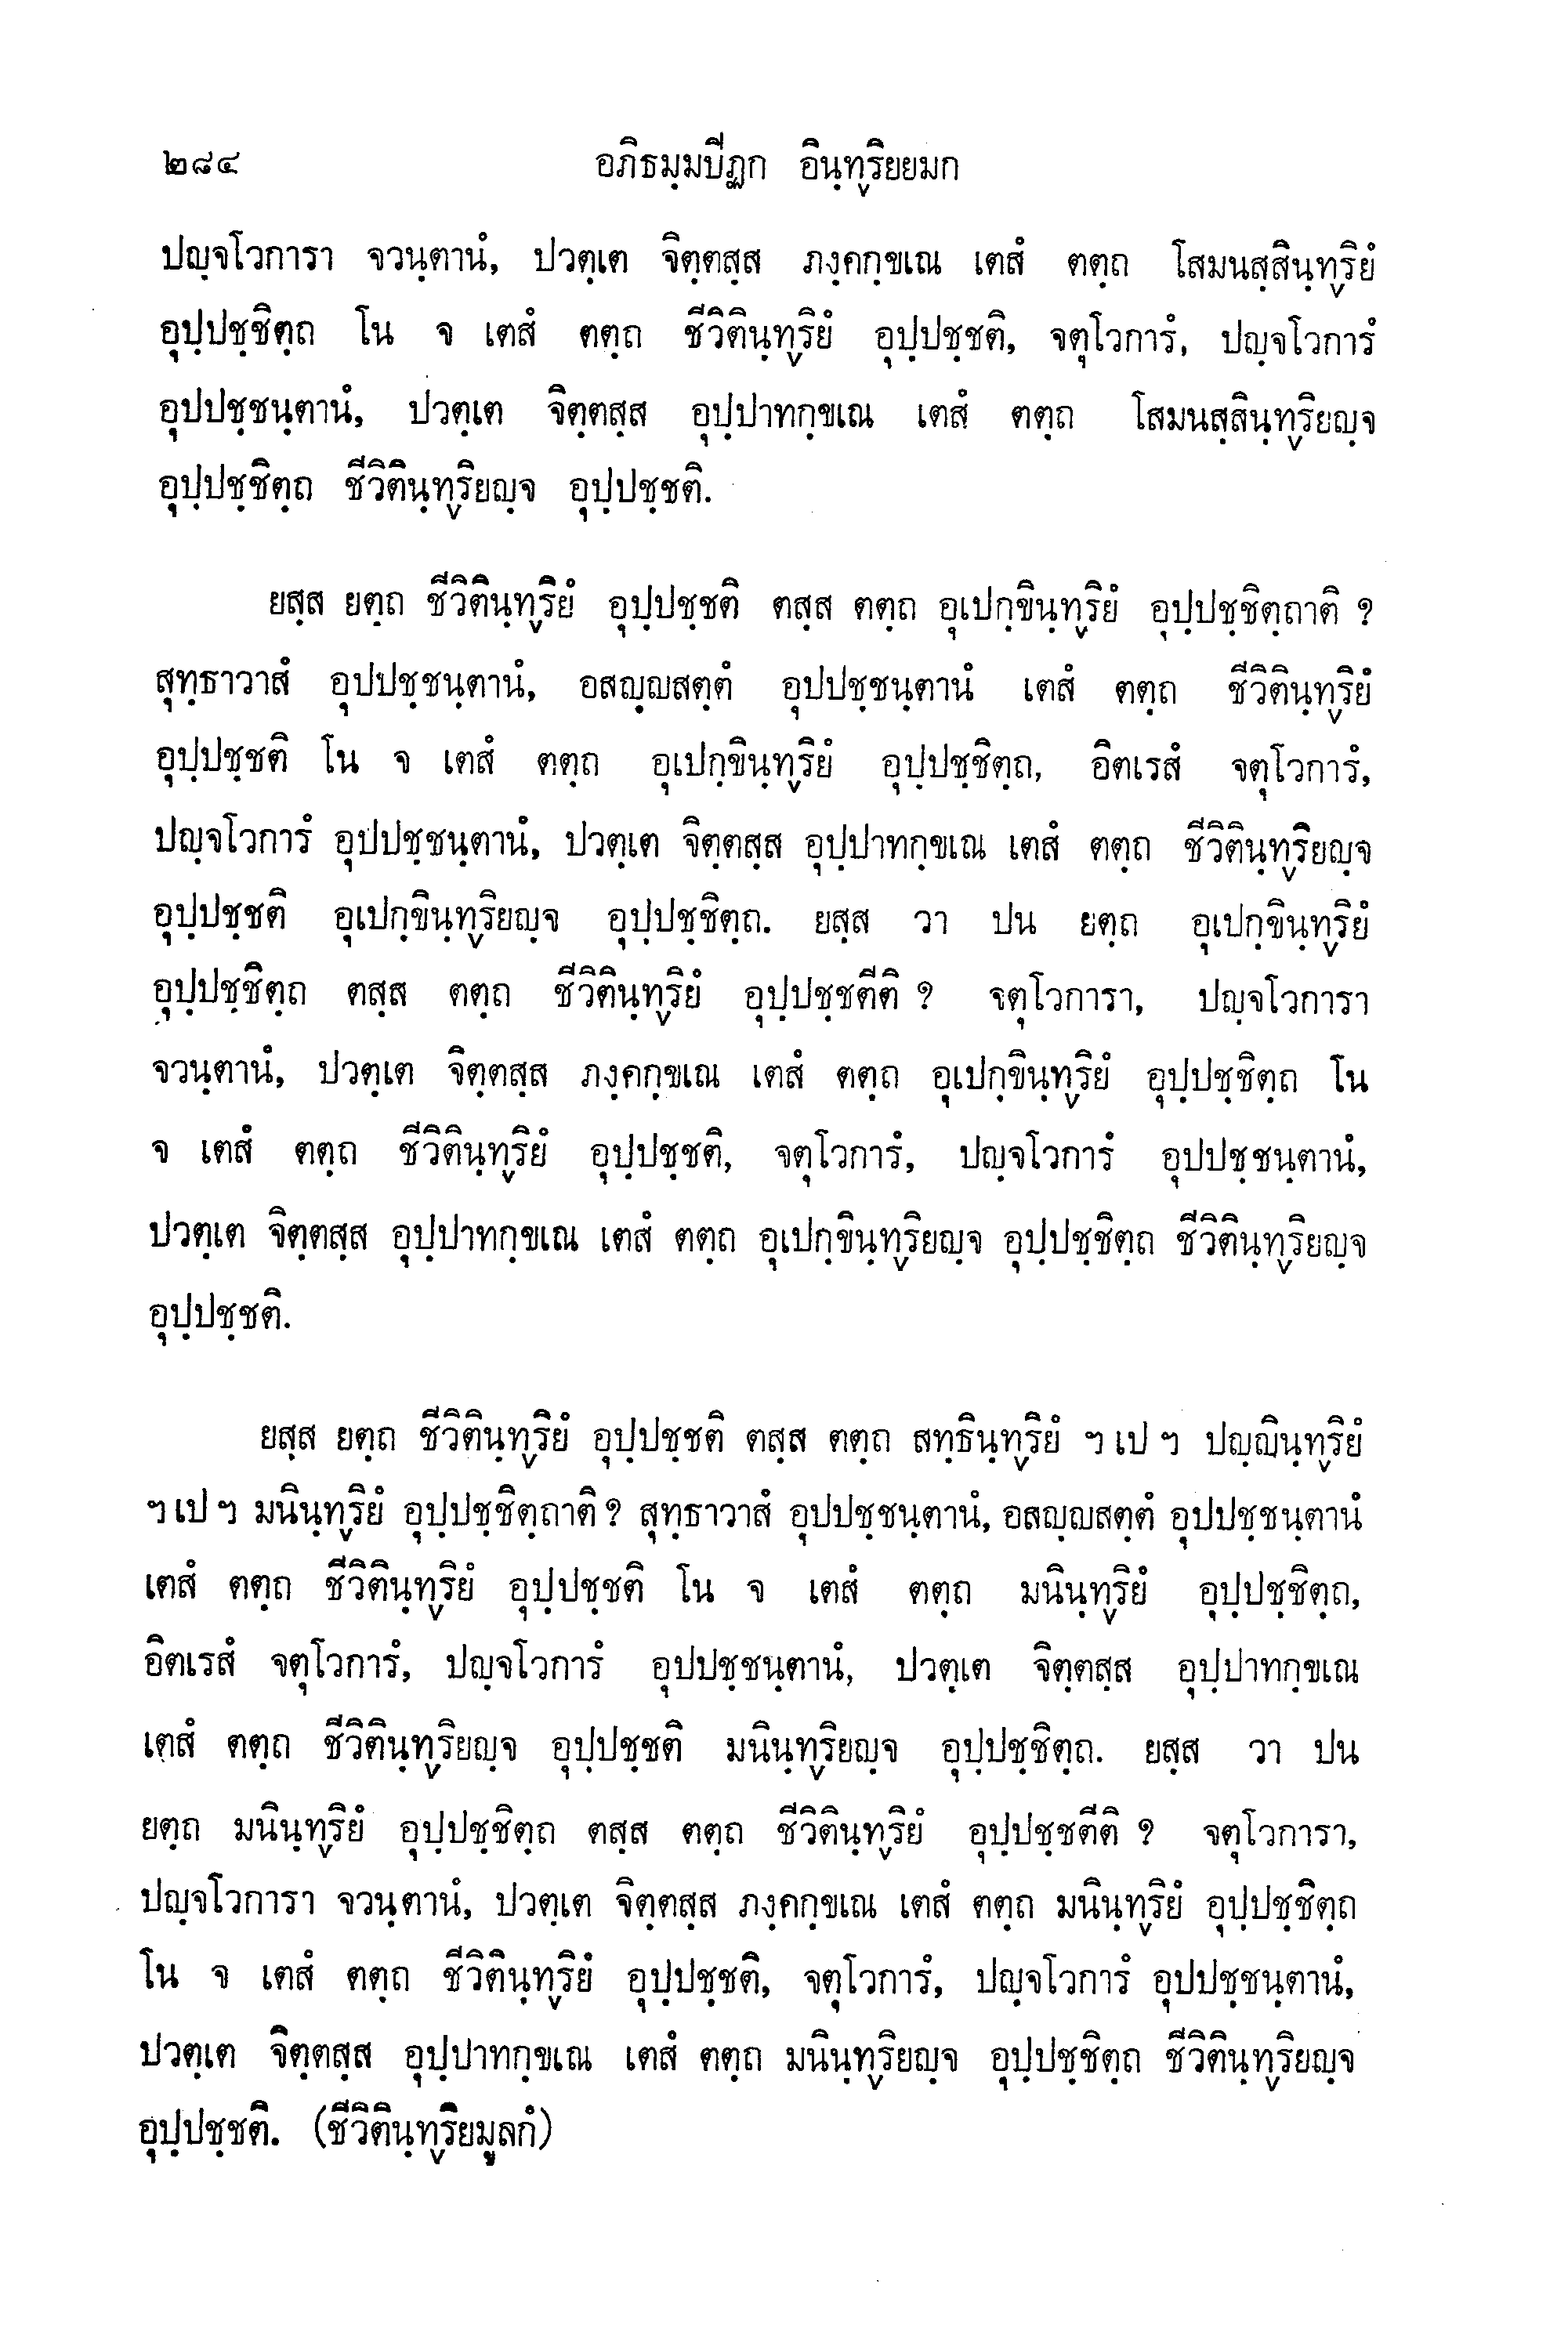 ๒๘๔ อภิธมฺมปีฏก อินฺทฺริยยมก
ปญฺจโวการา จวนฺตานํ, ปวตฺเต จิตฺตสฺส ภงฺคกฺขเณ เตสํ ตตฺถ โสมนสฺสินฺทฺริยํ
อุปฺปชฺชิตฺถ โน จ เตสํ ตตฺถ ชีวิตินฺทฺริยํ อุปฺปชฺชติ, จตุโวการํ, ปญฺจโวการํ
อุปปชฺชนฺตานํ, ปวตฺเต จิตฺตสฺส อุปฺปาทกฺขเณ เตสํ ตตฺถ โสมนสฺสินฺทฺริยญฺจ
อุปฺปชฺชิตฺถ ชีวิตินฺทฺริยญฺจ อุปฺปชฺชติ.
ยสฺส ยตฺถ ชีวิตินฺทฺริยํ อุปฺปชฺชติ ตสฺส ตตฺถ อุเปกฺขินฺทฺริยํ อุปฺปชฺชิตฺถาติ ?
สุทฺธาวาสํ อุปปชฺชนฺตานํ, อสญฺญสตฺตํ อุปปชฺชนฺตานํ เตสํ ตตฺถ ชีวิตินฺทฺริยํ
อุปฺปชฺชติ โน จ เตสํ ตตฺถ อุเปกฺขินฺทฺริยํ อุปฺปชฺชิตฺถ, อิตเรสํ จตุโวการํ,
ปญฺจโวการํ อุปปชฺชนฺตานํ, ปวตฺเต จิตฺตสฺส อุปฺปาทกฺขเณ เตสํ ตตฺถ ชีวิตินฺทฺริยญฺจ
อุปฺปชฺชติ อุเปกฺขินฺทฺริยญฺจ อุปฺปชฺชิตฺถ. ยสฺส วา ปน ยตฺถ อุเปกฺขินฺทฺริยํ
อุปฺปชฺชิตฺถ ตสฺส ตตฺถ ชีวิตินฺทฺริยํ อุปฺปชฺชตีติ ? จตุโวการา, ปญฺจโวการา
จวนฺตานํ, ปวตฺเต จิตฺตสฺส ภงฺคกฺขเณ เตสํ ตตฺถ อุเปกฺขินฺทฺริยํ อุปฺปชฺชิตฺถ โน
จ เตสํ ตตฺถ ชีวิตินฺทฺริยํ อุปฺปชฺชติ, จตุโวการํ, ปญฺจโวการํ อุปปชฺชนฺตานํ,
ปวตฺเต จิตฺตสฺส อุปฺปาทกฺขเณ เตสํ ตตฺถ อุเปกฺขินฺทฺริยญฺจ อุปฺปชฺชิตฺถ ชีวิตินฺทฺริยญฺจ
อุปฺปชฺชติ.
ยสฺส ยตฺถ ชีวิตินฺทฺริยํ อุปฺปชฺชติ ตสฺส ตตฺถ สทฺธินฺทฺริยํ ฯ เป ฯ ปญฺญินฺทฺริยํ
ฯ เป ฯ มนินฺทฺริยํ อุปฺปชฺชิตฺถาติ ? สุทฺธาวาสํ อุปปชฺชนฺตานํ, อสญฺญสตฺตํ อุปปชฺชนฺตานํ
เตสํ ตตฺถ ชีวิตินฺทฺริยํ อุปฺปชฺชติ โน จ เตสํ ตตฺถ มนินฺทฺริยํ อุปฺปชฺชิตฺถ,
อิตเรสํ จตุโวการํ, ปญฺจโวการํ อุปปชฺชนฺตานํ, ปวตฺเต จิตฺตสฺส อุปฺปาทกฺขเณ
เตสํ ตตฺถ ชีวิตินฺทฺริยญฺจ อุปฺปชฺชติ มนินฺทฺริยญฺจ อุปฺปชฺชิตฺถ. ยสฺส วา ปน
ยตฺถ มนินฺทฺริยํ อุปฺปชฺชิตฺถ ตสฺส ตตฺถ ชีวิตินฺทฺริยํ อุปฺปชฺชตีติ ? จตุโวการา,
ปญฺจโวการา จวนฺตานํ, ปวตฺเต จิตฺตสฺส ภงฺคกฺขเณ เตสํ ตตฺถ มนินฺทฺริยํ อุปฺปชฺชิตฺถ
โน จ เตสํ ตตฺถ ชีวิตินฺทฺริยํ อุปฺปชฺชติ, จตุโวการํ, ปญฺจโวการํ อุปปชฺชนฺตานํ,
ปวตฺเต จิตฺตสฺส อุปฺปาทกฺขเณ เตสํ ตตฺถ มนินฺทฺริยญฺจ อุปฺปชฺชิตฺถ ชีวิตินฺทฺริยญฺจ
อุปฺปชฺชติ. (ชีวิตินฺทฺริยมูลกํ)